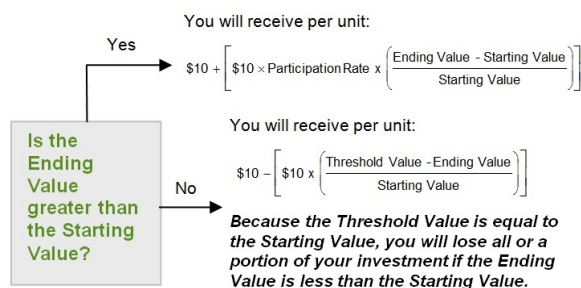 You will receive per unit:
Yes
$10 + [ $10 × Participation Rate x ( Ending Value - Starting Value / Starting Value ) ]
You will receive per unit:
Is the
Ending
Value
greater than
the Starting
Value?
No
$10 − [ $10 x ( Threshold Value - Ending Value / Starting Value ) ]
Because the Threshold Value is equal to
the Starting Value, you will lose all or a
portion of your investment if the Ending
Value is less than the Starting Value.